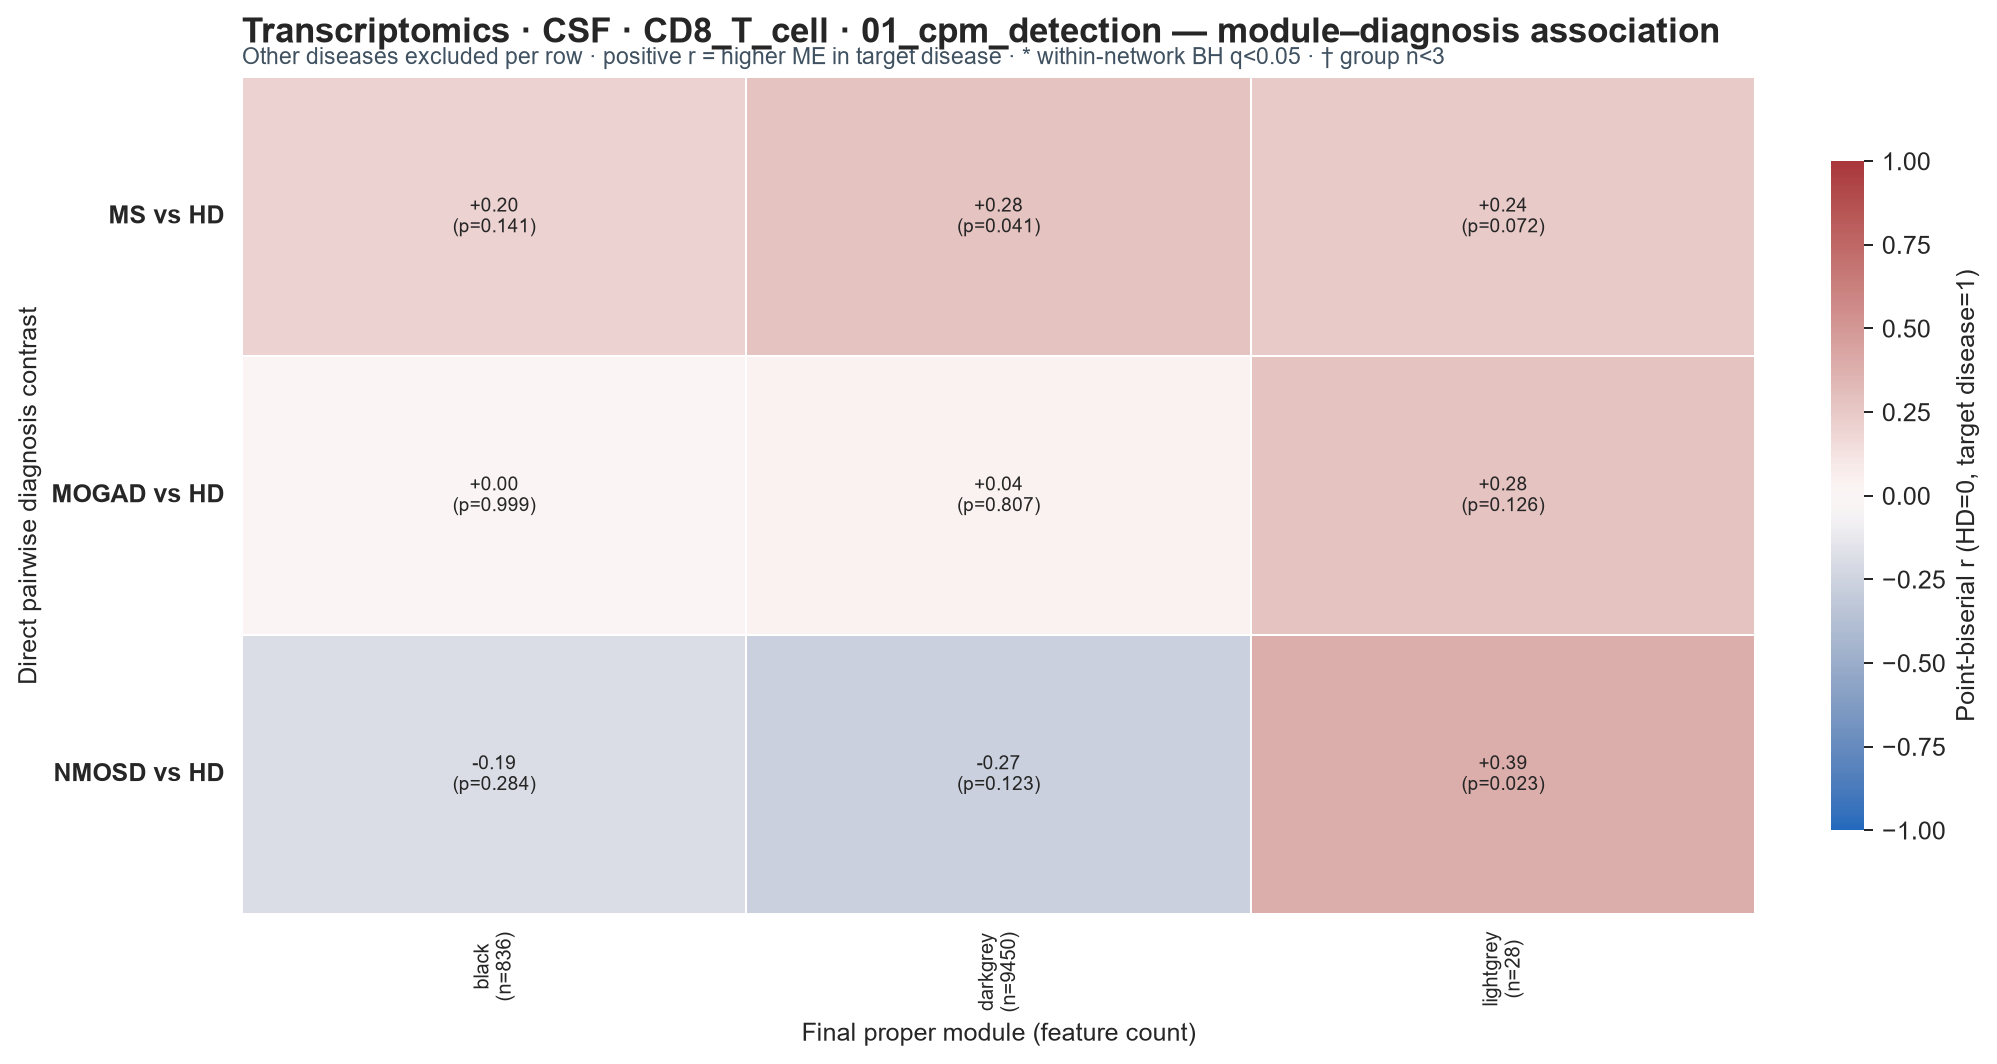 Transcriptomics · CSF · CD8_T_cell · 01_cpm_detection — module–diagnosis association
Other diseases excluded per row · positive r = higher ME in target disease · * within-network BH q<0.05 · † group n<3
Direct pairwise diagnosis contrast
MS vs HD
+0.20
(p=0.141)
+0.28
(p=0.041)
+0.24
(p=0.072)
MOGAD vs HD
+0.00
(p=0.999)
+0.04
(p=0.807)
+0.28
(p=0.126)
NMOSD vs HD
-0.19
(p=0.284)
-0.27
(p=0.123)
+0.39
(p=0.023)
black
(n=836)
darkgrey
(n=9450)
lightgrey
(n=28)
Final proper module (feature count)
1.00
0.75
0.50
0.25
0.00
−0.25
−0.50
−0.75
−1.00
Point-biserial r (HD=0, target disease=1)